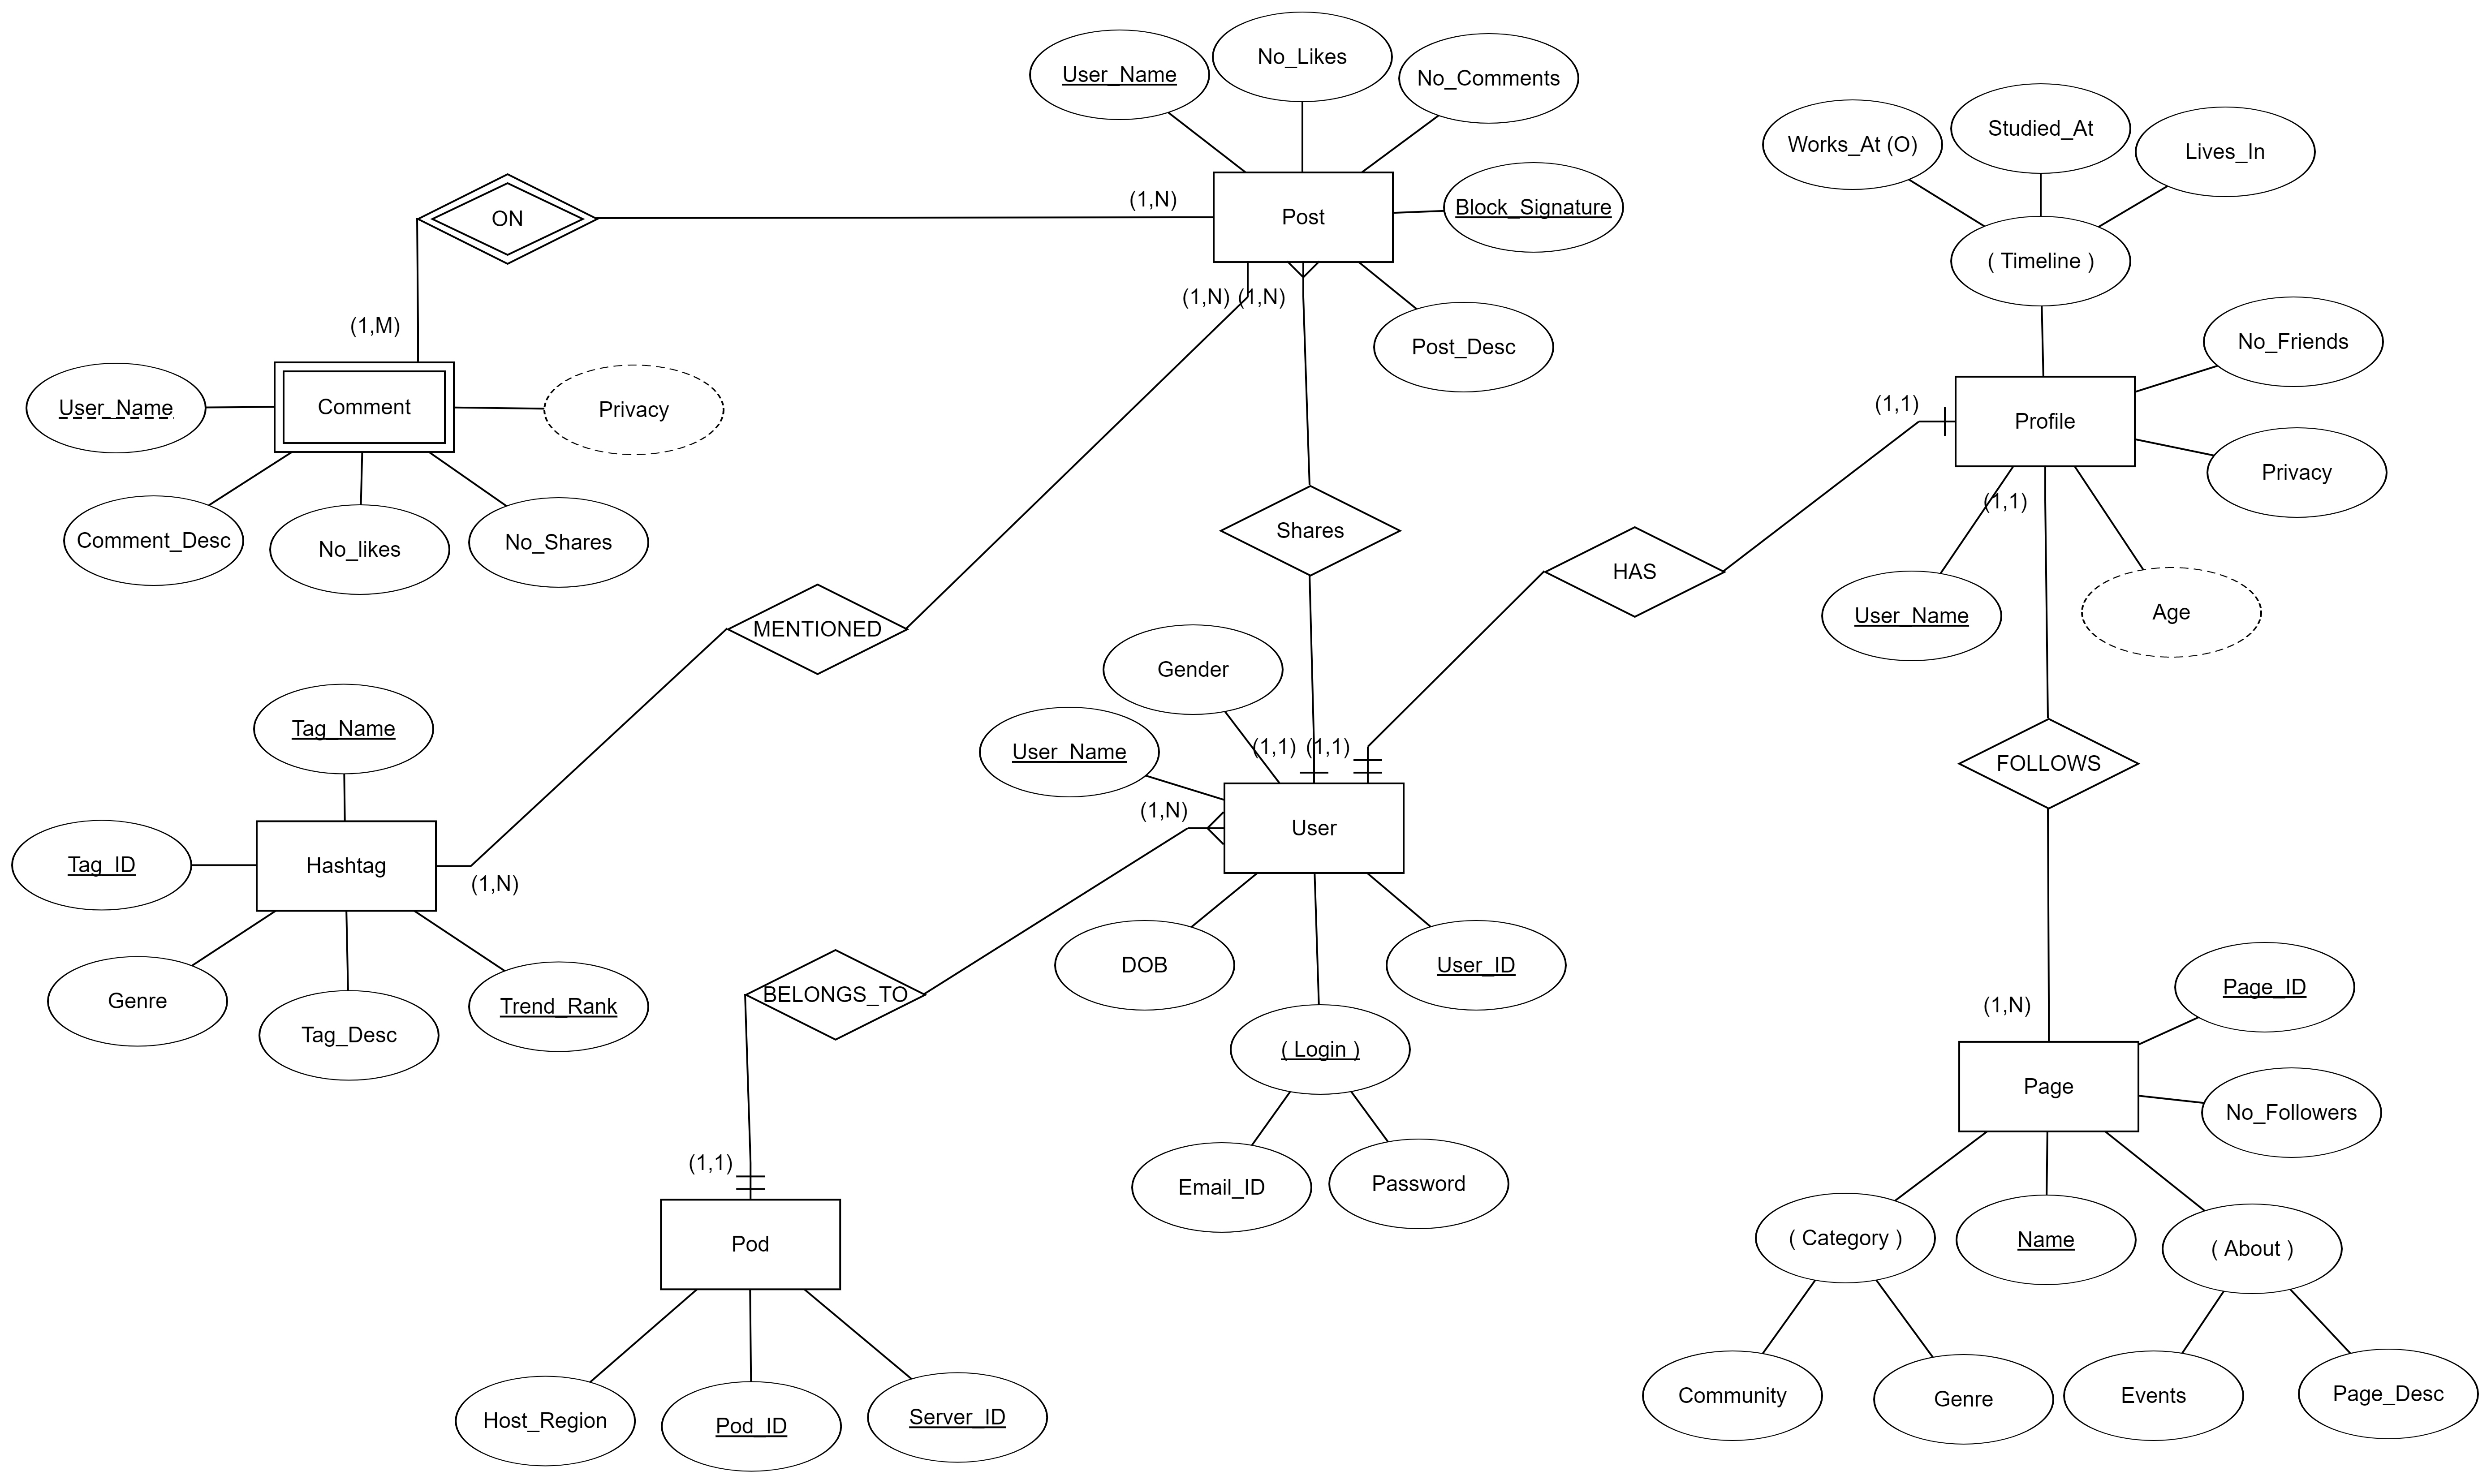 User_Name
No_Likes
No_Comments
Works_At (O)
Studied_At
Lives_In
ON
(1,N)
Post
Block_Signature
( Timeline )
(1,M)
(1,N)
(1,N)
Post_Desc
No_Friends
User_Name
Comment
Privacy
(1,1)
Profile
Privacy
Comment_Desc
No_likes
No_Shares
Shares
HAS
(1,1)
User_Name
Age
MENTIONED
Gender
Tag_Name
User_Name
(1,1)
(1,1)
FOLLOWS
(1,N)
User
Tag_ID
Hashtag
(1,N)
DOB
User_ID
Genre
Tag_Desc
Trend_Rank
BELONGS_TO
( Login )
(1,N)
Page_ID
Page
No_Followers
(1,1)
Email_ID
Password
Pod
( Category )
Name
( About )
Host_Region
Pod_ID
Server_ID
Community
Genre
Events
Page_Desc